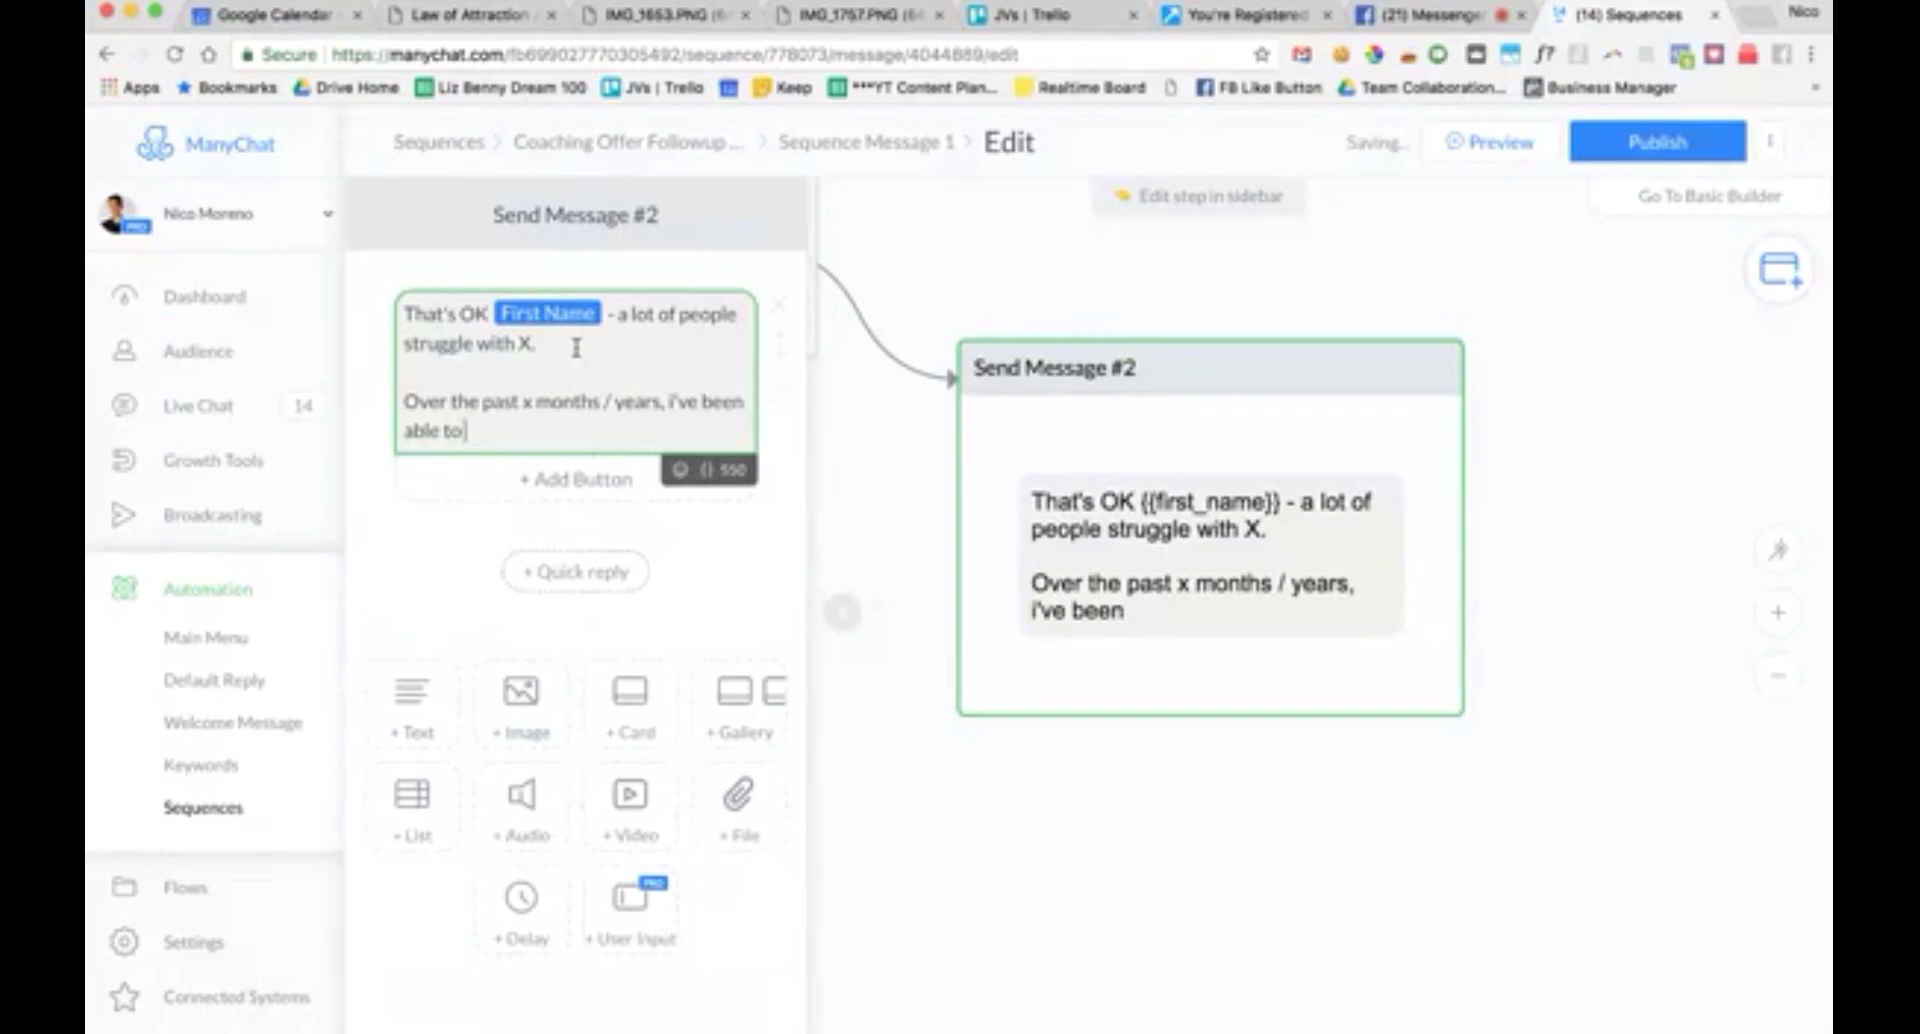 Google Calendar
Law of Attraction
IMG_1653.PNG
IMG_1757.PNG
JVs | Trello
You're Registered
(21) Messenger
(14) Sequences
Nico
Secure | https://manychat.com/fb699027770305492/sequence/778073/message/4044889/edit
Apps
Bookmarks
Drive Home
Liz Benny Dream 100
JVs | Trello
Keep
***YT Content Plan...
Realtime Board
FB Like Button
Team Collaboration...
Business Manager
ManyChat
Sequences > Coaching Offer Followup ... > Sequence Message 1 > Edit
Saving...
Preview
Publish
Nico Moreno
PRO
Send Message #2
Edit step in sidebar
Go To Basic Builder
Dashboard
Audience
Live Chat 14
Growth Tools
Broadcasting
Automation
Main Menu
Default Reply
Welcome Message
Keywords
Sequences
Flows
Settings
Connected Systems
That's OK First Name - a lot of people
struggle with X.
Over the past x months / years, i've been
able to
{} 550
+ Add Button
+ Quick reply
+ Text
+ Image
+ Card
+ Gallery
+ List
+ Audio
+ Video
+ File
PRO
+ Delay
+ User Input
Send Message #2
That's OK {{first_name}} - a lot of
people struggle with X.
Over the past x months / years,
i've been